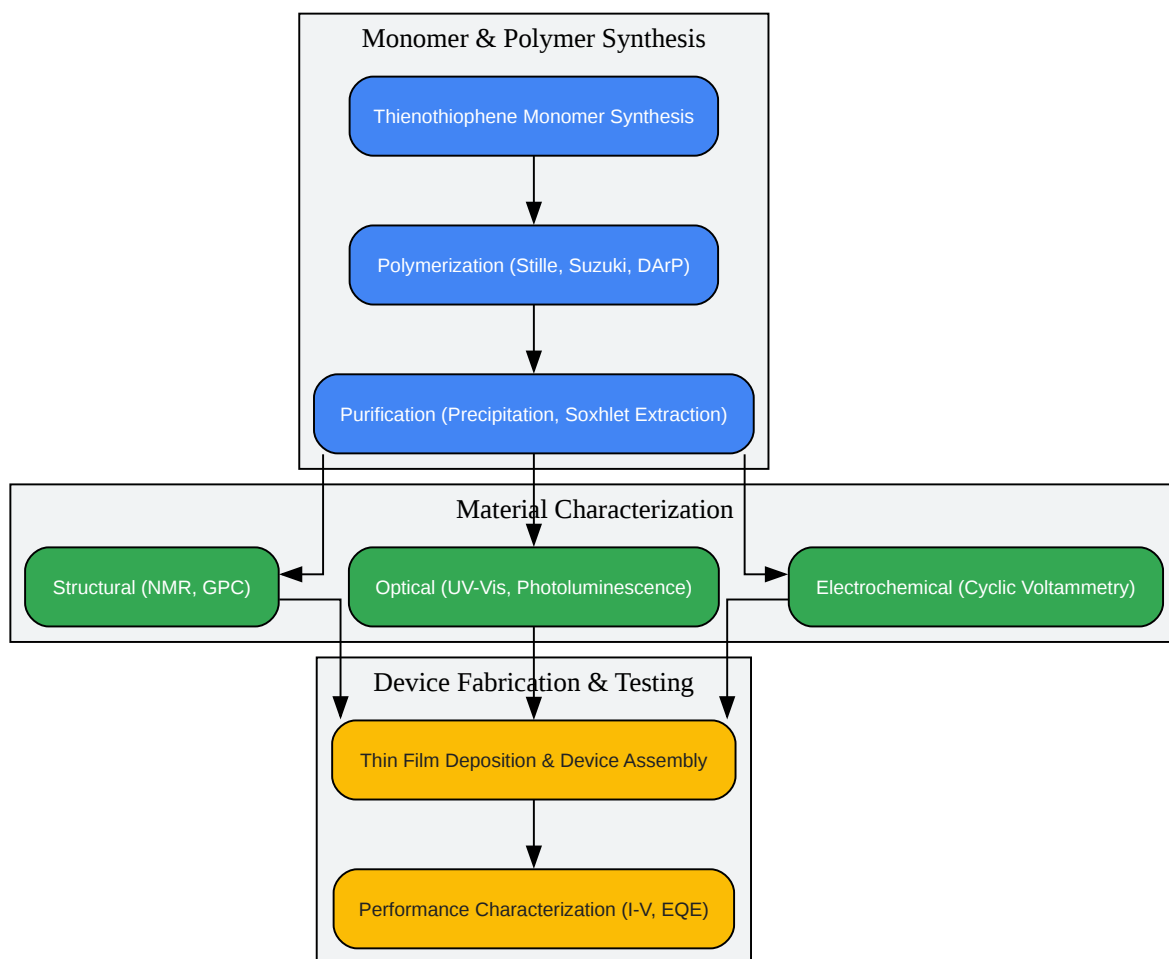 Monomer & Polymer Synthesis
Thienothiophene Monomer Synthesis
Polymerization (Stille, Suzuki, DArP)
Purification (Precipitation, Soxhlet Extraction)
Material Characterization
Structural (NMR, GPC)
Optical (UV-Vis, Photoluminescence)
Electrochemical (Cyclic Voltammetry)
Device Fabrication & Testing
Thin Film Deposition & Device Assembly
Performance Characterization (I-V, EQE)